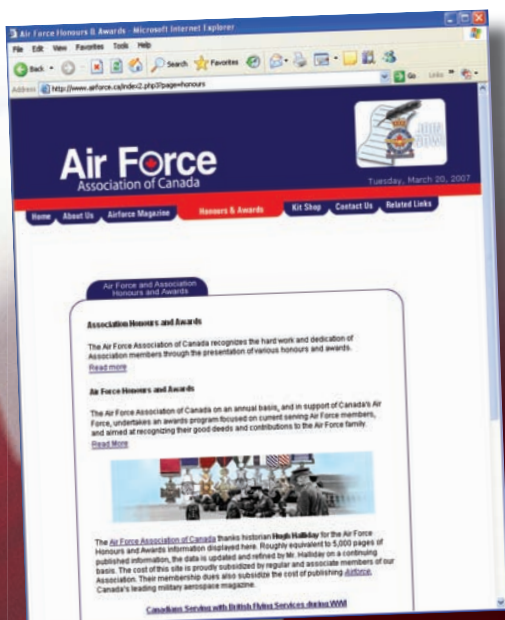 Air Force Honours & Awards - Microsoft Internet Explorer
File Edit View Favorites Tools Help
Back Search Favorites
Address http://www.airforce.ca/index2.php3?page=honours Go Links
JOIN NOW!
Air Force
Association of Canada
Tuesday, March 20, 2007
Home About Us Airforce Magazine Honours & Awards Kit Shop Contact Us Related Links
Air Force and Association
Honours and Awards
Association Honours and Awards
The Air Force Association of Canada recognizes the hard work and dedication of
Association members through the presentation of various honours and awards.
Read more
Air Force Honours and Awards
The Air Force Association of Canada on an annual basis, and in support of Canada's Air
Force, undertakes an awards program focused on current serving Air Force members,
and aimed at recognizing their good deeds and contributions to the Air Force family.
Read More
The Air Force Association of Canada thanks historian Hugh Halliday for the Air Force
Honours and Awards information displayed here. Roughly equivalent to 5,000 pages of
published information, the data is updated and refined by Mr. Halliday on a continuing
basis. The cost of this site is proudly subsidized by regular and associate members of our
Association. Their membership dues also subsidize the cost of publishing Airforce,
Canada's leading military aerospace magazine.
Canadians Serving with British Flying Services during WWI